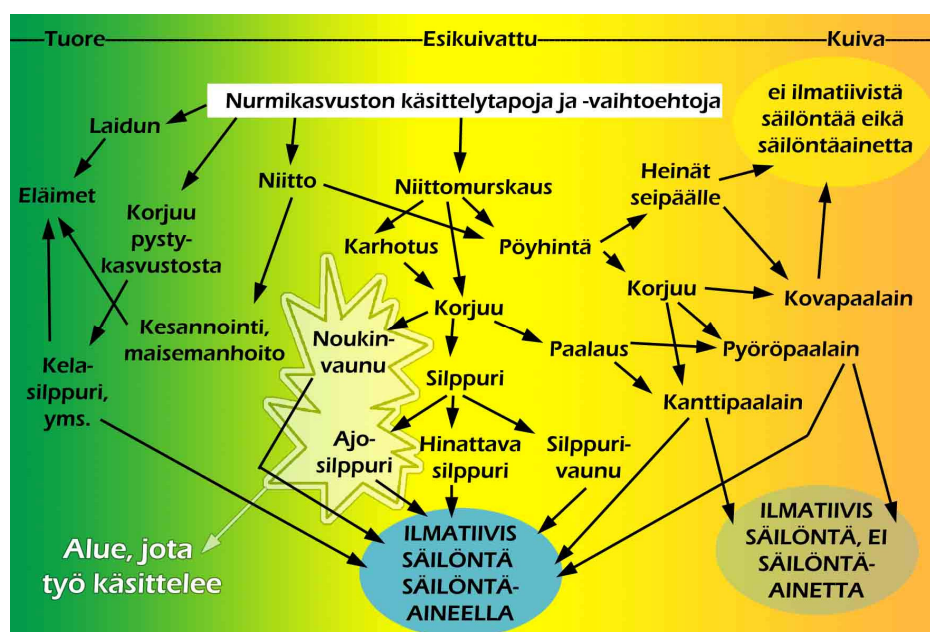 Tuore
Esikuivattu
Kuiva
Nurmikasvuston käsittelytapoja ja -vaihtoehtoja
ei ilmatiivistä
säilöntää eikä
säilöntäainetta
Laidun
Eläimet
Korjuu
pysty-
kasvustosta
Niitto
Niittomurskaus
Heinät
seipäälle
Karhotus
Pöyhintä
Korjuu
Korjuu
Kovapaalain
Kesannointi,
maisemanhoito
Noukin-
vaunu
Paalaus
Pyöröpaalain
Kela-
silppuri,
yms.
Silppuri
Kanttipaalain
Ajo-
silppuri
Hinattava
silppuri
Silppuri-
vaunu
Alue, jota
työ käsittelee
ILMATIIVIS
SÄILÖNTÄ
SÄILÖNTÄ-
AINEELLA
ILMATIIVIS
SÄILÖNTÄ, EI
SÄILÖNTÄ-
AINETTA